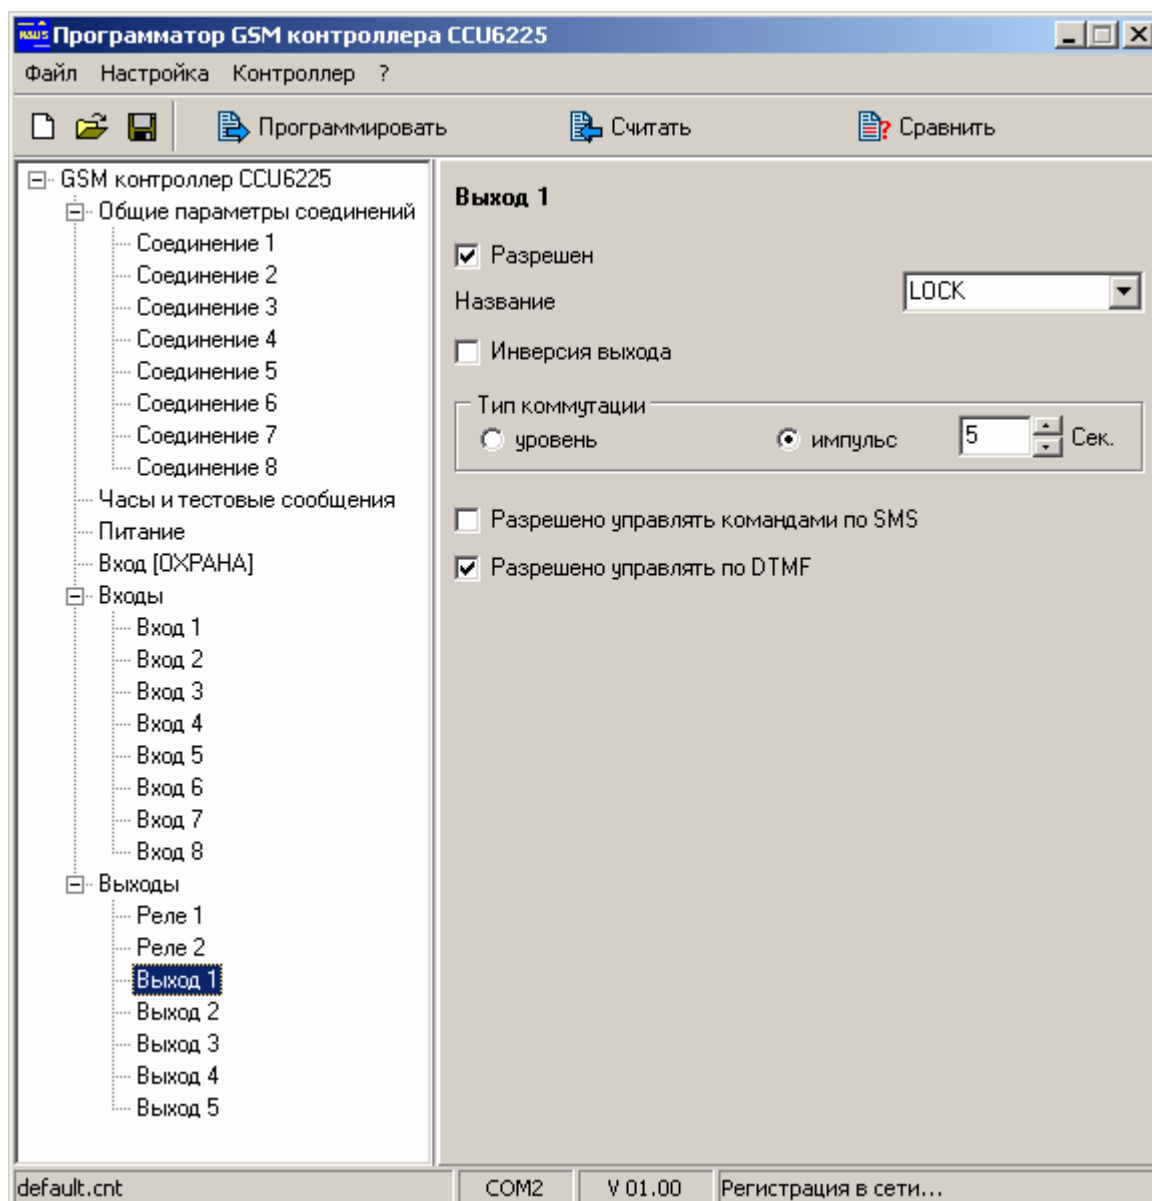 Программатор GSM контроллера CCU6225
Файл Настройка Контроллер ?
Программировать Считать Сравнить
GSM контроллер CCU6225
Общие параметры соединений
Соединение 1
Соединение 2
Соединение 3
Соединение 4
Соединение 5
Соединение 6
Соединение 7
Соединение 8
Часы и тестовые сообщения
Питание
Вход [ОХРАНА]
Входы
Вход 1
Вход 2
Вход 3
Вход 4
Вход 5
Вход 6
Вход 7
Вход 8
Выходы
Реле 1
Реле 2
Выход 1
Выход 2
Выход 3
Выход 4
Выход 5
Выход 1
Разрешен
Название LOCK
Инверсия выхода
Тип коммутации
уровень импульс 5 Сек.
Разрешено управлять командами по SMS
Разрешено управлять по DTMF
default.cnt COM2 V 01.00 Регистрация в сети...